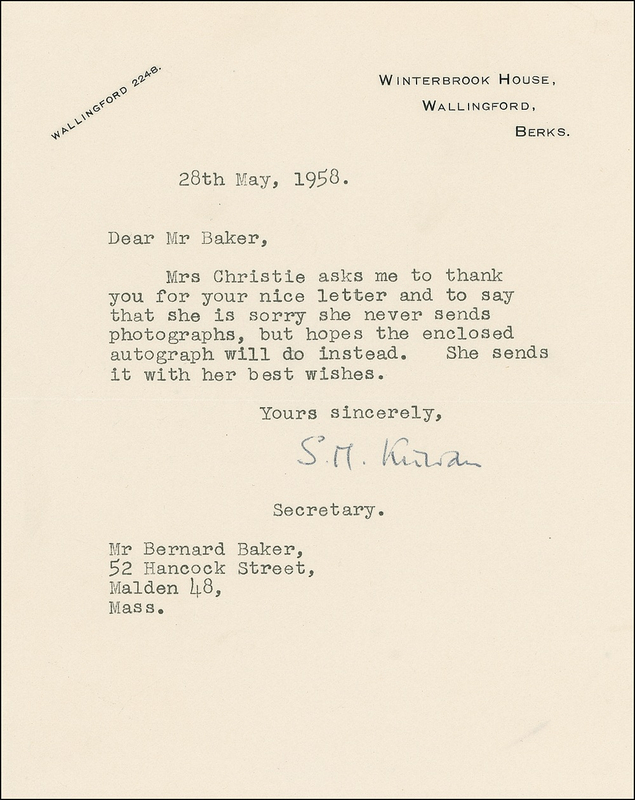 WALLINGFORD 2248.
WINTERBROOK HOUSE,
WALLINGFORD,
BERKS.
28th May, 1958.
Dear Mr Baker,
Mrs Christie asks me to thank
you for your nice letter and to say
that she is sorry she never sends
photographs, but hopes the enclosed
autograph will do instead. She sends
it with her best wishes.
Yours sincerely,
S.M. Kirwan
Secretary.
Mr Bernard Baker,
52 Hancock Street,
Malden 48,
Mass.